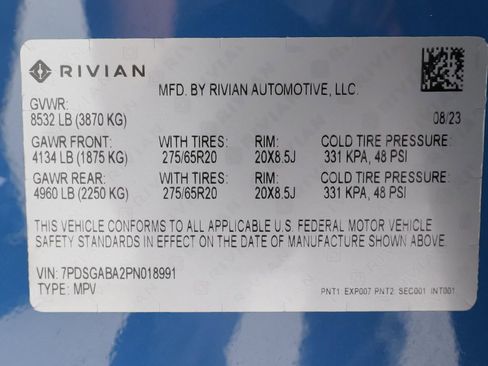 RIVIAN
MFD. BY RIVIAN AUTOMOTIVE, LLC.
GVWR:
8532 LB (3870 KG) 08/23
GAWR FRONT: WITH TIRES: RIM: COLD TIRE PRESSURE:
4134 LB (1875 KG) 275/65R20 20X8.5J 331 KPA, 48 PSI
GAWR REAR: WITH TIRES: RIM: COLD TIRE PRESSURE:
4960 LB (2250 KG) 275/65R20 20X8.5J 331 KPA, 48 PSI
THIS VEHICLE CONFORMS TO ALL APPLICABLE U.S. FEDERAL MOTOR VEHICLE
SAFETY STANDARDS IN EFFECT ON THE DATE OF MANUFACTURE SHOWN ABOVE.
VIN: 7PDSGABA2PN018991
TYPE: MPV
PNT1 EXP007 PNT2 SEC001 INT001